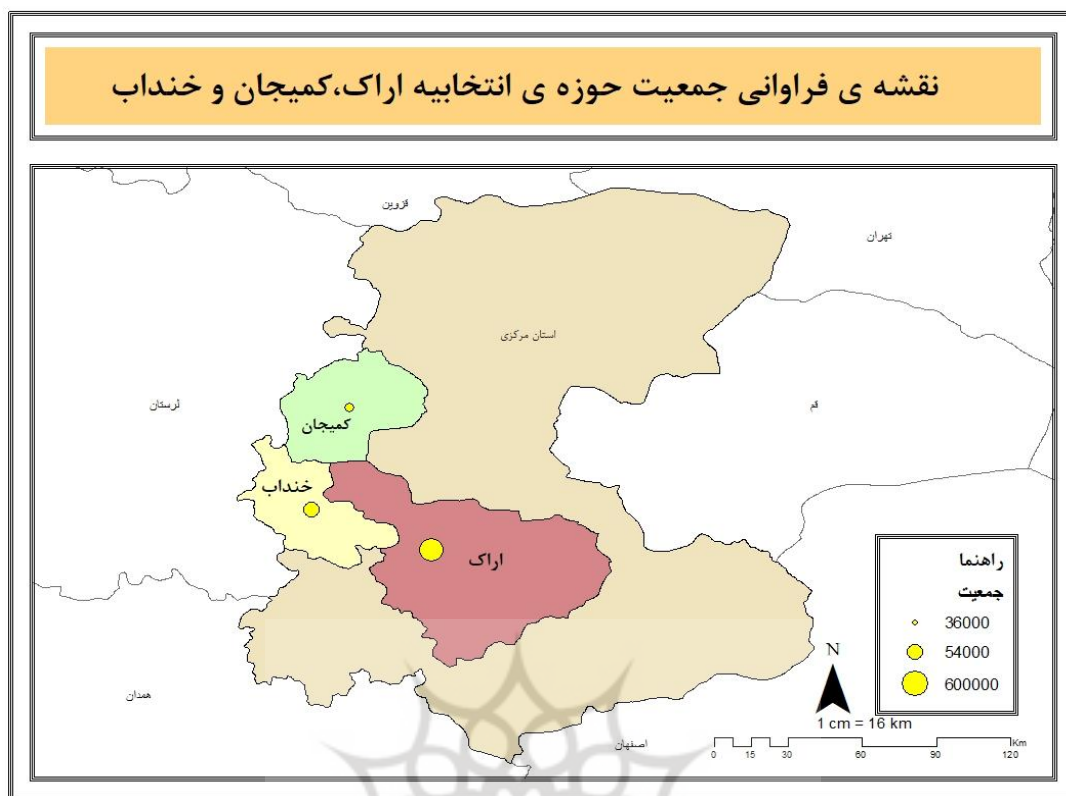 نقشه ی فراوانی جمعیت حوزه ی انتخابیه اراک،کمیجان و خنداب
قزوین
تهران
استان مرکزی
قم
لرستان
کمیجان
خنداب
اراک
همدان
اصفهان
راهنما
جمعیت
36000
54000
600000
N
1 cm = 16 km
0 15 30 60 90 120 Km